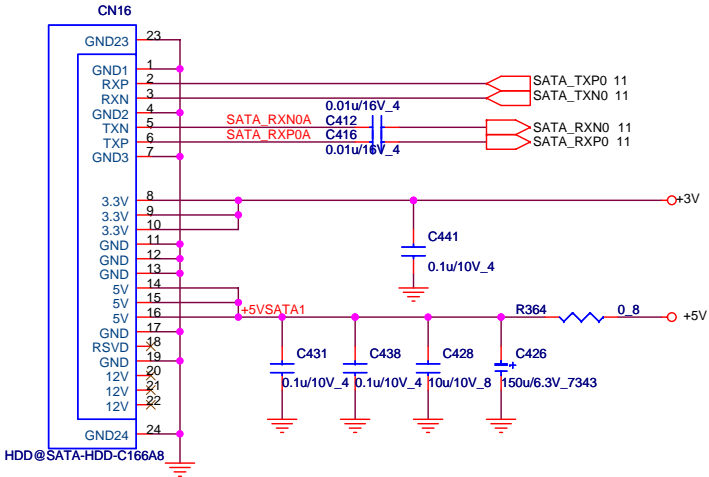 CN16
GND23 23
GND1 1
RXP 2 SATA_TXP0 11
RXN 3 SATA_TXN0 11
GND2 4 0.01u/16V_4
TXN 5 SATA_RXN0A C412 SATA_RXN0 11
TXP 6 SATA_RXP0A C416 SATA_RXP0 11
GND3 7 0.01u/16V_4
3.3V 8 +3V
3.3V 9
3.3V 10
GND 11 C441
GND 12
GND 13 0.1u/10V_4
5V 14
5V 15
5V 16 +5VSATA1 R364 0_8 +5V
GND 17
RSVD 18
GND 19 C431 C438 C428 C426
12V 20 0.1u/10V_4 0.1u/10V_4 10u/10V_8 150u/6.3V_7343
12V 21
12V 22
GND24 24
HDD@SATA-HDD-C166A8